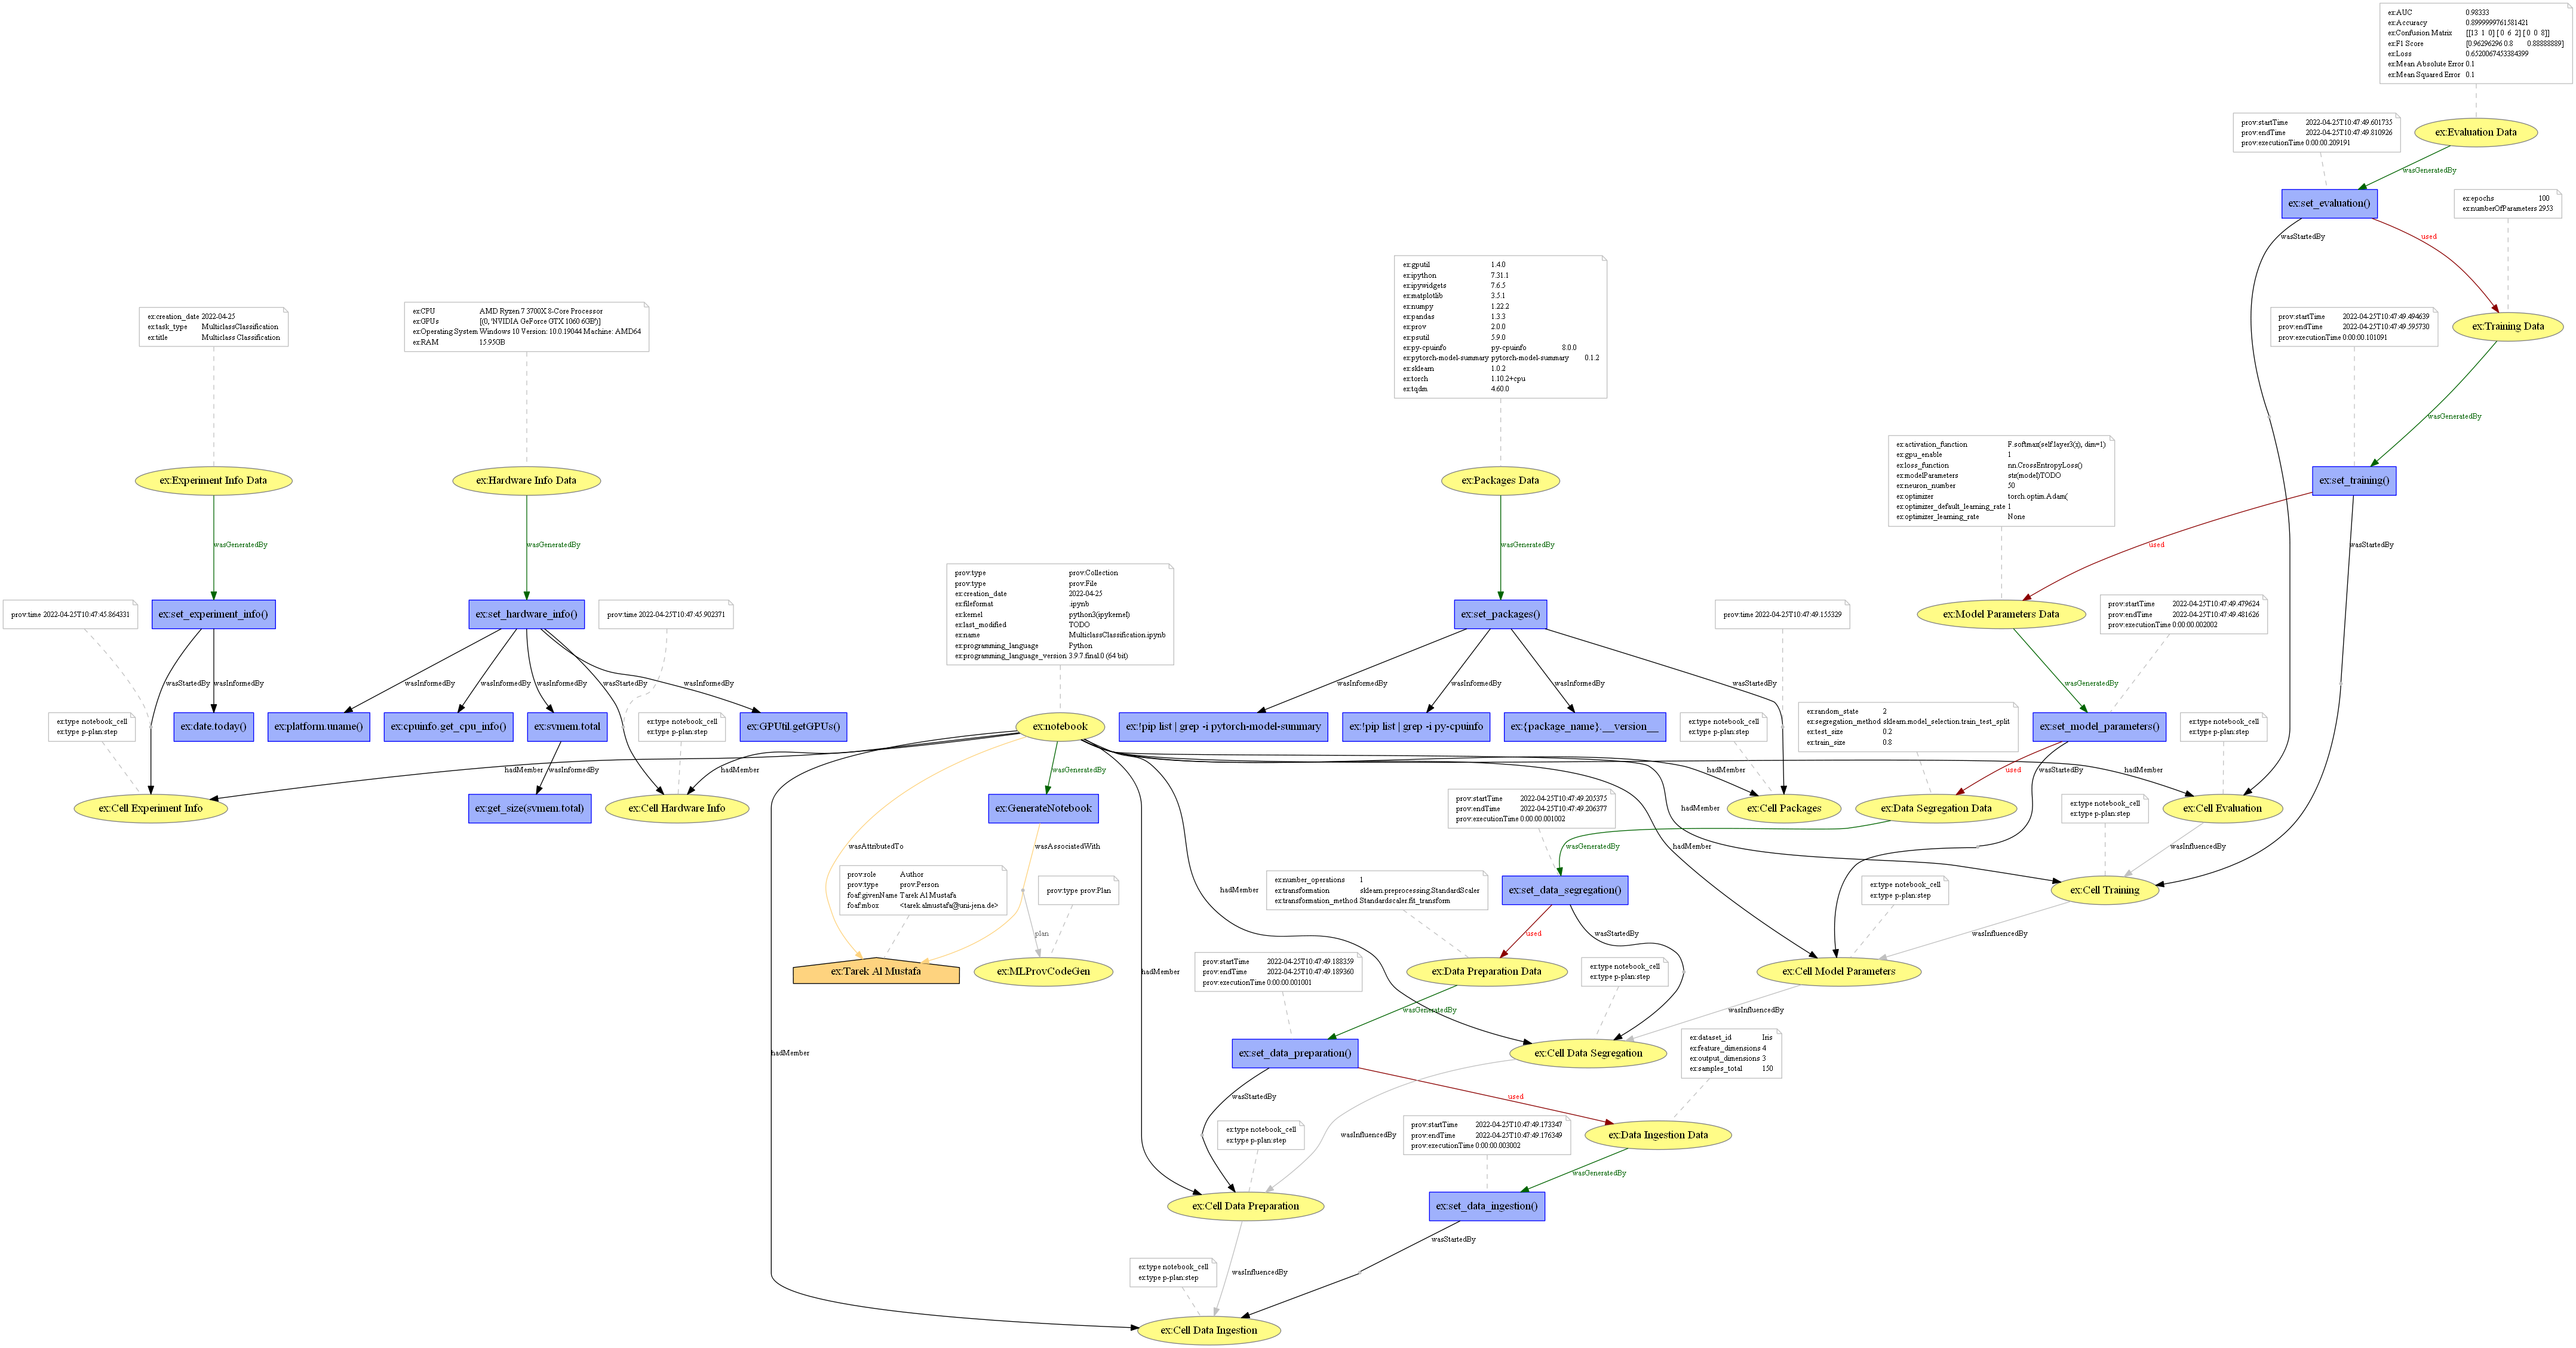 ex:AUC 0.98333
ex:Accuracy 0.8999999761581421
ex:Confusion Matrix [[13 1 0] [ 0 6 2] [ 0 0 8]]
ex:F1 Score [0.96296296 0.8 0.88888889]
ex:Loss 0.6520067453384399
ex:Mean Absolute Error 0.1
ex:Mean Squared Error 0.1
prov:startTime 2022-04-25T10:47:49.601735
prov:endTime 2022-04-25T10:47:49.810926
prov:executionTime 0:00:00.209191
ex:Evaluation Data
wasGeneratedBy
ex:set_evaluation()
ex:epochs 100
ex:numberOfParameters 2953
wasStartedBy
used
ex:Training Data
prov:startTime 2022-04-25T10:47:49.494639
prov:endTime 2022-04-25T10:47:49.595730
prov:executionTime 0:00:00.101091
wasGeneratedBy
ex:set_training()
wasStartedBy
used
ex:creation_date 2022-04-25
ex:task_type MulticlassClassification
ex:title Multiclass Classification
ex:CPU AMD Ryzen 7 3700X 8-Core Processor
ex:GPUs [(0, 'NVIDIA GeForce GTX 1060 6GB')]
ex:Operating System Windows 10 Version: 10.0.19044 Machine: AMD64
ex:RAM 15.95GB
ex:gputil 1.4.0
ex:ipython 7.31.1
ex:ipywidgets 7.6.5
ex:matplotlib 3.5.1
ex:numpy 1.22.2
ex:pandas 1.3.3
ex:prov 2.0.0
ex:psutil 5.9.0
ex:py-cpuinfo py-cpuinfo 8.0.0
ex:pytorch-model-summary pytorch-model-summary 0.1.2
ex:sklearn 1.0.2
ex:torch 1.10.2+cpu
ex:tqdm 4.60.0
ex:activation_function F.softmax(self.layer3(x), dim=1)
ex:gpu_enable 1
ex:loss_function nn.CrossEntropyLoss()
ex:modelParameters str(model)TODO
ex:neuron_number 50
ex:optimizer torch.optim.Adam(
ex:optimizer_default_learning_rate 1
ex:optimizer_learning_rate None
ex:Experiment Info Data
ex:Hardware Info Data
ex:Packages Data
wasGeneratedBy
wasGeneratedBy
wasGeneratedBy
prov:time 2022-04-25T10:47:45.864331
ex:set_experiment_info()
ex:set_hardware_info()
prov:time 2022-04-25T10:47:45.902371
prov:type prov:Collection
prov:type prov:File
ex:creation_date 2022-04-25
ex:fileformat .ipynb
ex:kernel python3(ipykernel)
ex:last_modified TODO
ex:name MulticlassClassification.ipynb
ex:programming_language Python
ex:programming_language_version 3.9.7.final.0 (64 bit)
ex:set_packages()
prov:time 2022-04-25T10:47:49.155329
ex:Model Parameters Data
prov:startTime 2022-04-25T10:47:49.479624
prov:endTime 2022-04-25T10:47:49.481626
prov:executionTime 0:00:00.002002
wasStartedBy
wasInformedBy
wasInformedBy
wasInformedBy
wasInformedBy
wasStartedBy
wasInformedBy
wasInformedBy
wasInformedBy
wasInformedBy
wasStartedBy
wasGeneratedBy
ex:type notebook_cell
ex:type p-plan:step
ex:date.today()
ex:platform.uname()
ex:cpuinfo.get_cpu_info()
ex:svmem.total
ex:type notebook_cell
ex:type p-plan:step
ex:GPUtil.getGPUs()
ex:notebook
ex:!pip list | grep -i pytorch-model-summary
ex:!pip list | grep -i py-cpuinfo
ex:{package_name}.__version__
ex:type notebook_cell
ex:type p-plan:step
ex:random_state 2
ex:segregation_method sklearn.model_selection.train_test_split
ex:test_size 0.2
ex:train_size 0.8
ex:set_model_parameters()
ex:type notebook_cell
ex:type p-plan:step
hadMember
wasInformedBy
hadMember
wasGeneratedBy
hadMember
used
wasStartedBy
hadMember
ex:Cell Experiment Info
ex:get_size(svmem.total)
ex:Cell Hardware Info
ex:GenerateNotebook
prov:startTime 2022-04-25T10:47:49.205375
prov:endTime 2022-04-25T10:47:49.206377
prov:executionTime 0:00:00.001002
hadMember
ex:Cell Packages
ex:Data Segregation Data
ex:type notebook_cell
ex:type p-plan:step
ex:Cell Evaluation
wasAttributedTo
wasAssociatedWith
wasGeneratedBy
hadMember
wasInfluencedBy
prov:role Author
prov:type prov:Person
foaf:givenName Tarek Al Mustafa
foaf:mbox <tarek.almustafa@uni-jena.de>
prov:type prov:Plan
hadMember
ex:number_operations 1
ex:transformation sklearn.preprocessing.StandardScaler
ex:transformation_method Standardscaler.fit_transform
ex:set_data_segregation()
ex:type notebook_cell
ex:type p-plan:step
ex:Cell Training
plan
used
wasStartedBy
wasInfluencedBy
ex:Tarek Al Mustafa
ex:MLProvCodeGen
hadMember
prov:startTime 2022-04-25T10:47:49.188359
prov:endTime 2022-04-25T10:47:49.189360
prov:executionTime 0:00:00.001001
ex:Data Preparation Data
ex:type notebook_cell
ex:type p-plan:step
ex:Cell Model Parameters
wasGeneratedBy
wasInfluencedBy
hadMember
ex:set_data_preparation()
ex:Cell Data Segregation
ex:dataset_id Iris
ex:feature_dimensions 4
ex:output_dimensions 3
ex:samples_total 150
wasStartedBy
used
ex:type notebook_cell
ex:type p-plan:step
wasInfluencedBy
prov:startTime 2022-04-25T10:47:49.173347
prov:endTime 2022-04-25T10:47:49.176349
prov:executionTime 0:00:00.003002
ex:Data Ingestion Data
wasGeneratedBy
ex:Cell Data Preparation
ex:set_data_ingestion()
wasStartedBy
ex:type notebook_cell
ex:type p-plan:step
wasInfluencedBy
ex:Cell Data Ingestion